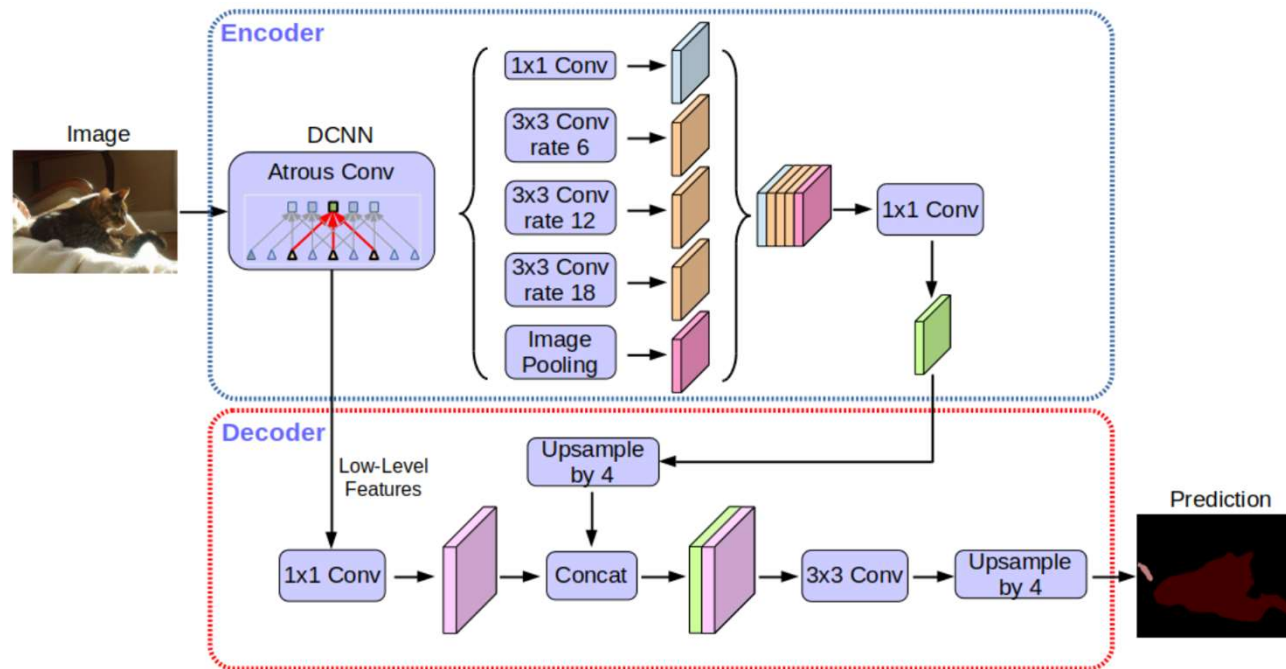 Encoder
Image
DCNN
Atrous Conv
1x1 Conv
3x3 Conv
rate 6
3x3 Conv
rate 12
3x3 Conv
rate 18
Image
Pooling
1x1 Conv
Decoder
Low-Level
Features
Upsample
by 4
1x1 Conv
Concat
3x3 Conv
Upsample
by 4
Prediction